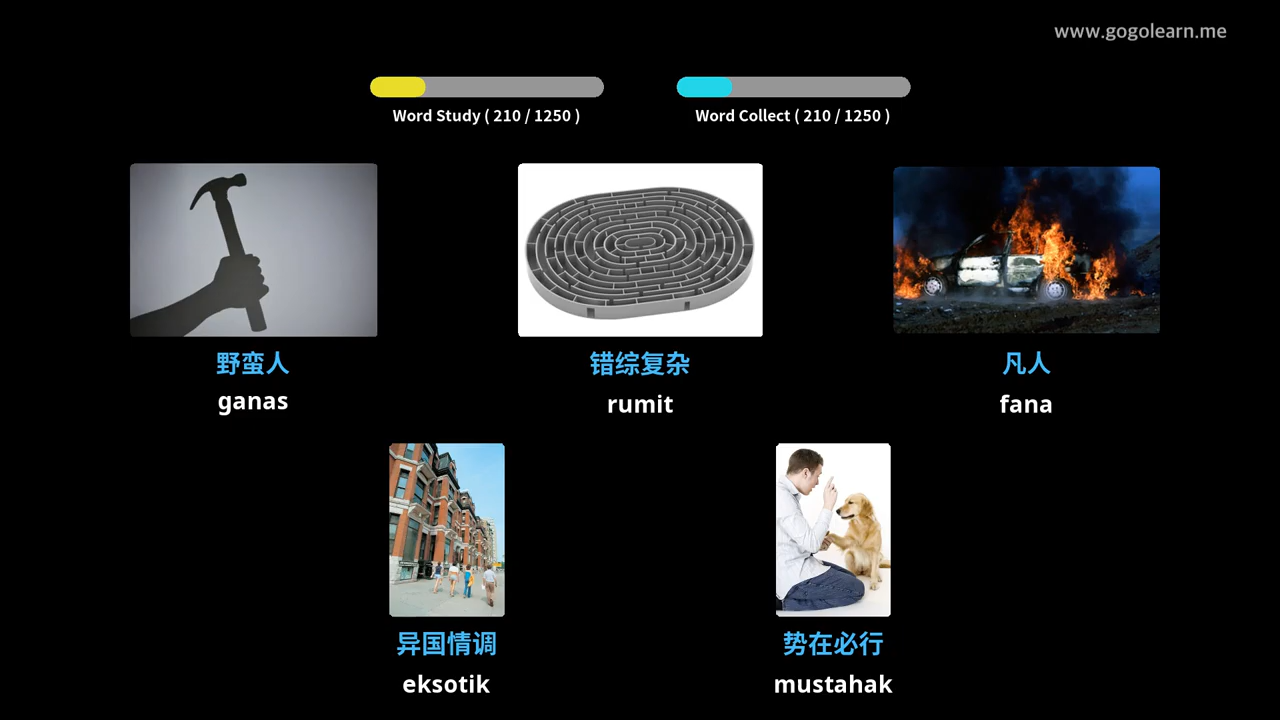 www.gogolearn.me
Word Study ( 210 / 1250 )
Word Collect ( 210 / 1250 )
野蛮人
ganas
错综复杂
rumit
凡人
fana
异国情调
eksotik
势在必行
mustahak